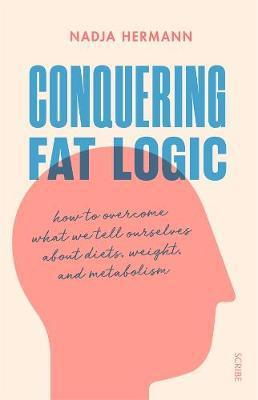 NADJA HERMANN
CONQUERING
FAT LOGIC
how to overcome
what we tell ourselves
about diets, weight,
and metabolism
SCRIBE